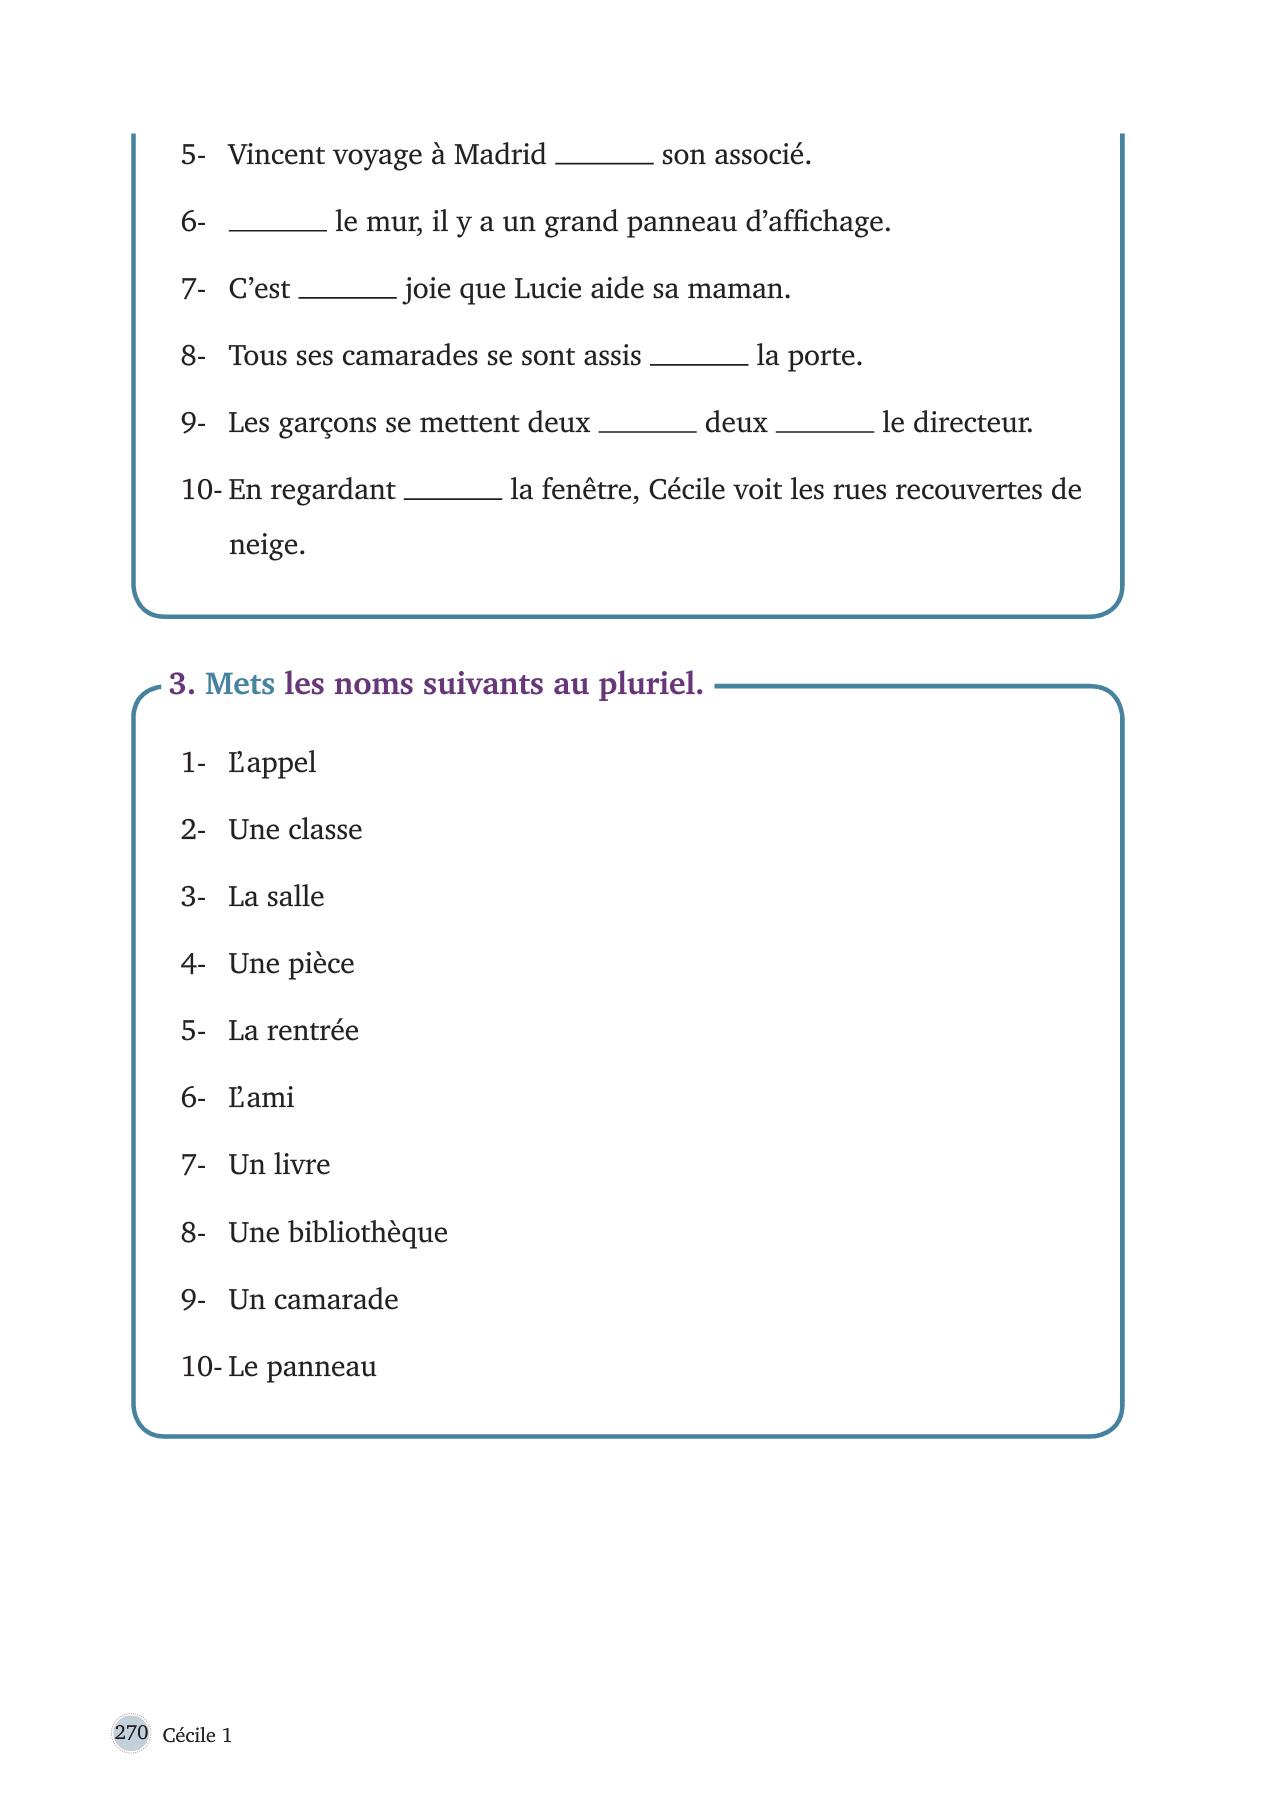 5- Vincent voyage à Madrid _______ son associé.
6- _______ le mur, il y a un grand panneau d’affichage.
7- C’est _______ joie que Lucie aide sa maman.
8- Tous ses camarades se sont assis _______ la porte.
9- Les garçons se mettent deux _______ deux _______ le directeur.
10- En regardant _______ la fenêtre, Cécile voit les rues recouvertes de
neige.
3. Mets les noms suivants au pluriel.
1- L’appel
2- Une classe
3- La salle
4- Une pièce
5- La rentrée
6- L’ami
7- Un livre
8- Une bibliothèque
9- Un camarade
10- Le panneau
270 Cécile 1